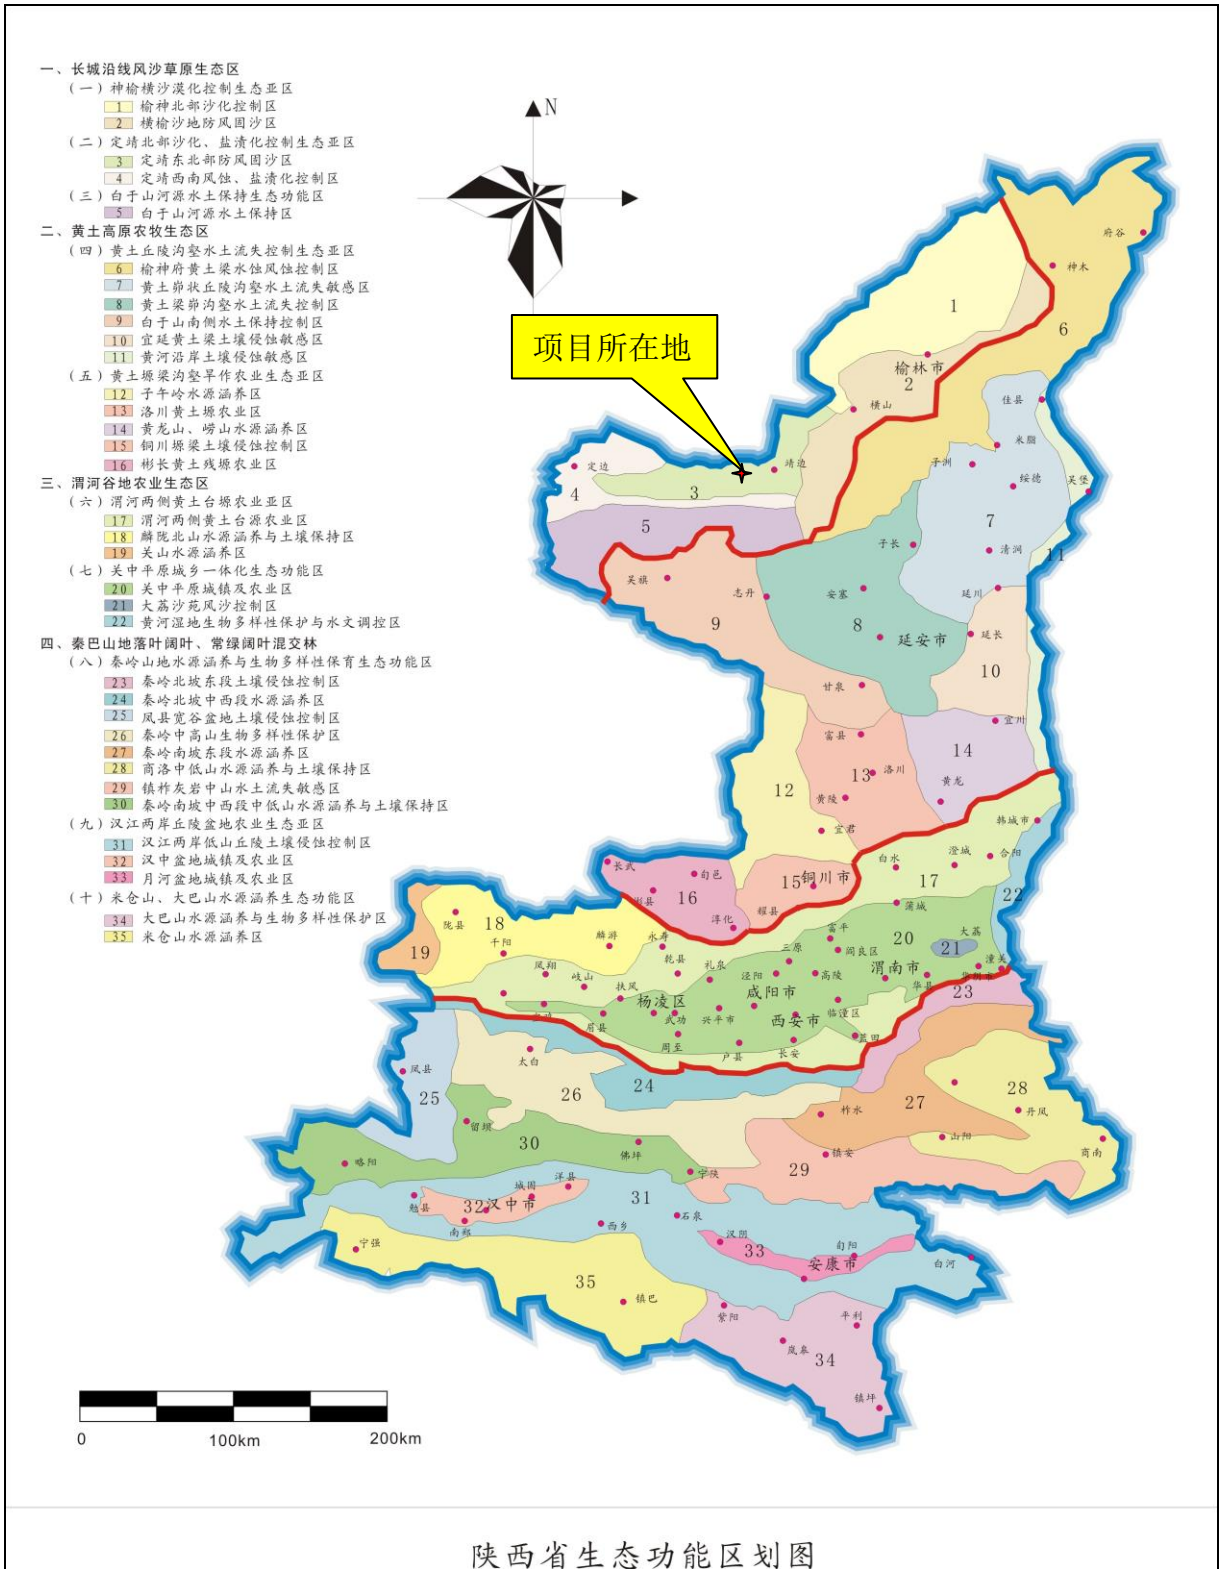 一、长城沿线风沙草原生态区
(一)神榆横沙漠化控制生态亚区
1 榆神北部沙化控制区
2 横榆沙地防风固沙区
(二)定靖北部沙化、盐渍化控制生态亚区
3 定靖东北部防风固沙区
4 定靖西南风蚀、盐渍化控制区
(三)白于山河源水土保持生态功能区
5 白于山河源水土保持区
二、黄土高原农牧生态区
(四)黄土丘陵沟壑水土流失控制生态亚区
6 榆神府黄土梁水蚀风蚀控制区
7 黄土峁状丘陵沟壑水土流失敏感区
8 黄土梁峁沟壑水土流失控制区
9 白于山南侧水土保持控制区
10 宜延黄土梁土壤侵蚀敏感区
11 黄河沿岸土壤侵蚀敏感区
(五)黄土塬梁沟壑旱作农业生态亚区
12 子午岭水源涵养区
13 洛川黄土塬农业区
14 黄龙山、崂山水源涵养区
15 铜川塬梁土壤侵蚀控制区
16 彬长黄土残塬农业区
三、渭河谷地农业生态区
(六)渭河两侧黄土台塬农业亚区
17 渭河两侧黄土台源农业区
18 麟陇北山水源涵养与土壤保持区
19 关山水源涵养区
(七)关中平原城乡一体化生态功能区
20 关中平原城镇及农业区
21 大荔沙苑风沙控制区
22 黄河湿地生物多样性保护与水文调控区
四、秦巴山地落叶阔叶、常绿阔叶混交林
(八)秦岭山地水源涵养与生物多样性保育生态功能区
23 秦岭北坡东段土壤侵蚀控制区
24 秦岭北坡中西段水源涵养区
25 凤县宽谷盆地土壤侵蚀控制区
26 秦岭中高山生物多样性保护区
27 秦岭南坡东段水源涵养区
28 商洛中低山水源涵养与土壤保持区
29 镇柞灰岩中山水土流失敏感区
30 秦岭南坡中西段中低山水源涵养与土壤保持区
(九)汉江两岸丘陵盆地农业生态亚区
31 汉江两岸低山丘陵土壤侵蚀控制区
32 汉中盆地城镇及农业区
33 月河盆地城镇及农业区
(十)米仓山、大巴山水源涵养生态功能区
34 大巴山水源涵养与生物多样性保护区
35 米仓山水源涵养区
N
项目所在地
府谷
神木
1
6
榆林市
2
横山
佳县
米脂
子洲
绥德
吴堡
定边
靖边
4
3
5
7
子长
清涧
11
吴旗
志丹
安塞
延川
9
8
延安市
延长
10
甘泉
宜川
富县
14
12
13
洛川
黄龙
黄陵
宜君
韩城市
长武
旬邑
15
铜川市
白水
澄城
合阳
17
22
彬县
16
淳化
耀县
蒲城
陇县
18
19
千阳
麟游
永寿
乾县
礼泉
三原
富平
阎良区
20
大荔
21
潼关
凤翔
岐山
扶风
泾阳
高陵
渭南市
华县
23
杨凌区
咸阳市
眉县
武功
兴平市
西安市
临潼区
周至
户县
长安
蓝田
太白
凤县
25
26
24
27
28
丹凤
柞水
山阳
商南
留坝
30
佛坪
宁陕
29
镇安
略阳
洋县
城固
31
勉县
32
汉中市
南郑
西乡
石泉
汉阴
33
旬阳
安康市
白河
宁强
35
镇巴
紫阳
平利
岚皋
34
镇坪
0
100km
200km
陕西省生态功能区划图